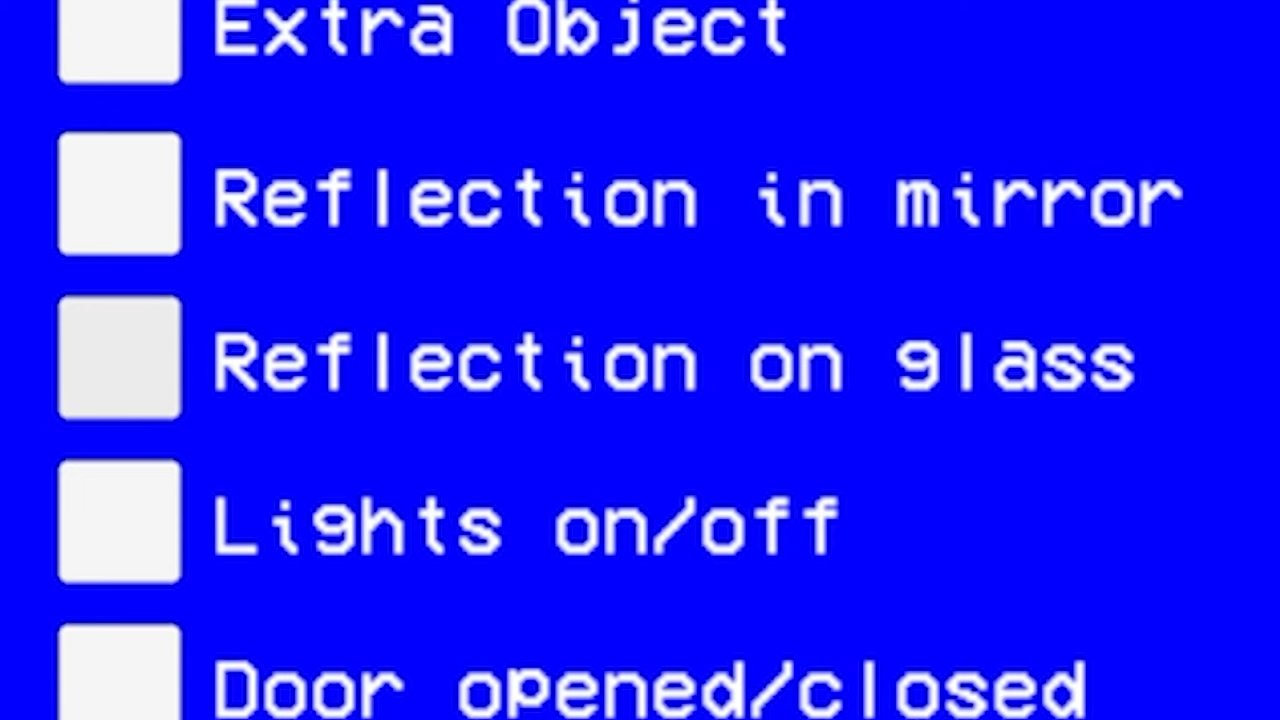 Extra Object
Reflection in mirror
Reflection on glass
Lights on/off
Door opened/closed